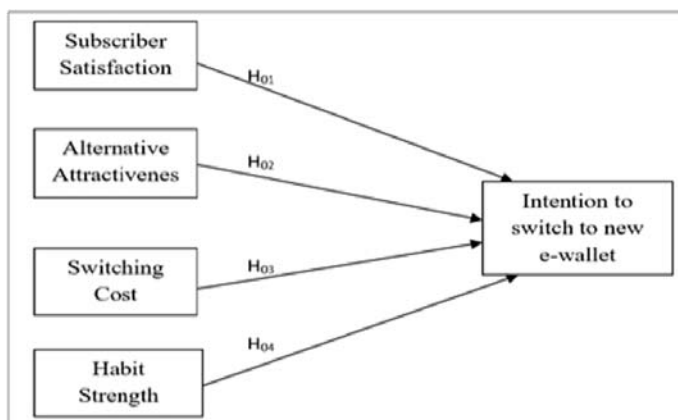 Subscriber
Satisfaction
H01
Alternative
Attractivenes
H02
Intention to
switch to new
e-wallet
Switching
Cost
H03
Habit
Strength
H04